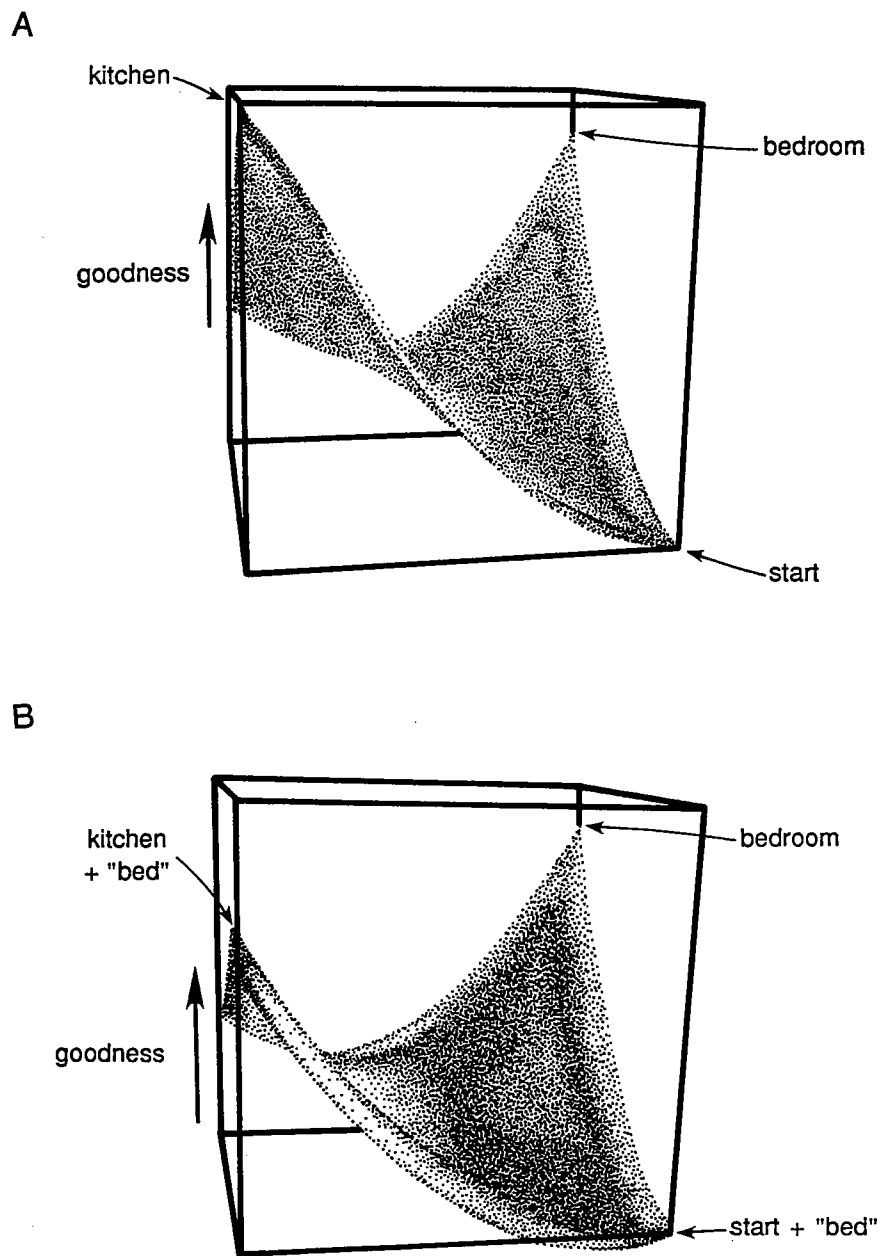 A
kitchen
bedroom
goodness
start
B
kitchen
+ "bed"
bedroom
goodness
start + "bed"